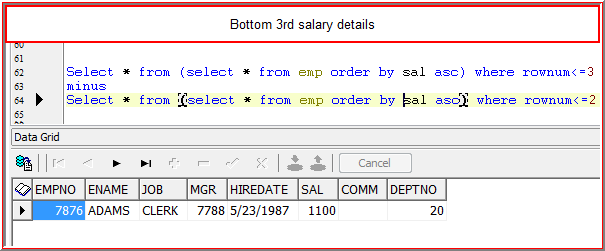 Bottom 3rd salary details
60
61
62 Select * from (select * from emp order by sal asc) where rownum<=3
63 minus
64 Select * from (select * from emp order by sal asc) where rownum<=2
65
Data Grid
Cancel
EMPNO ENAME JOB MGR HIREDATE SAL COMM DEPTNO
7876 ADAMS CLERK 7788 5/23/1987 1100 20